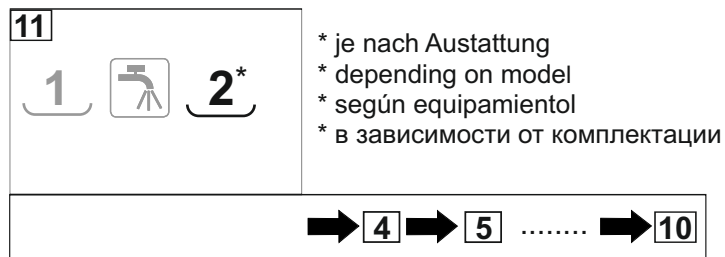 11
1 2*
* je nach Austattung
* depending on model
* según equipamientol
* в зависимости от комплектации
4 5 ........ 10